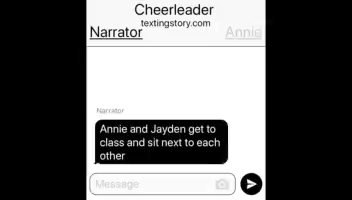 Cheerleader
textingstory.com
Narrator
Annie
Narrator
Annie and Jayden get to
class and sit next to each
other
Message